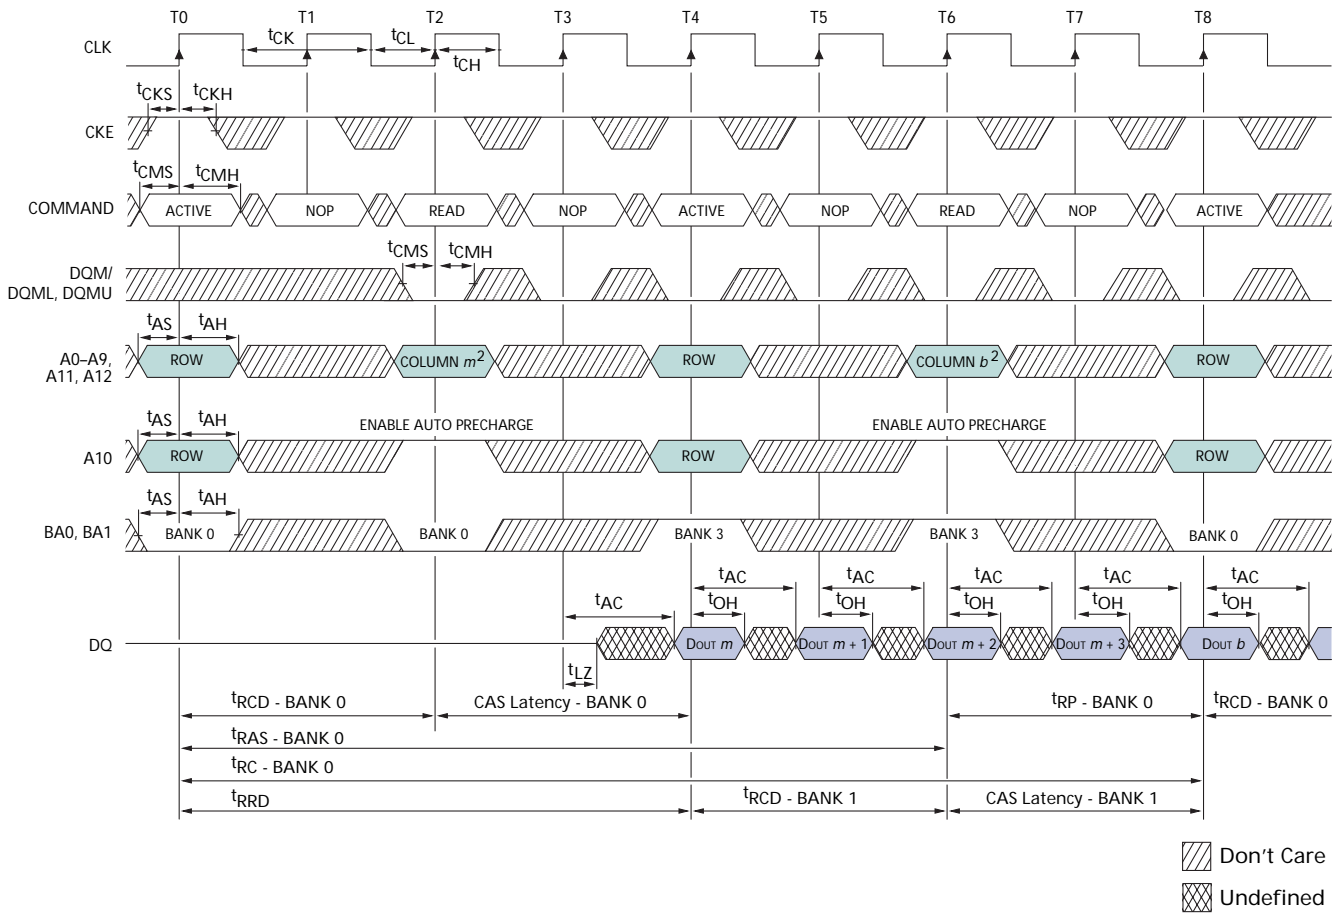 T0 T1 T2 T3 T4 T5 T6 T7 T8
CLK
tCK tCL
tCH
tCKS tCKH
CKE
tCMS tCMH
COMMAND ACTIVE NOP READ NOP ACTIVE NOP READ NOP ACTIVE
tCMS tCMH
DQM/
DQML, DQMU
tAS tAH
A0–A9,
A11, A12
ROW COLUMN m2 ROW COLUMN b2 ROW
tAS tAH
ENABLE AUTO PRECHARGE ENABLE AUTO PRECHARGE
A10 ROW ROW ROW
tAS tAH
BA0, BA1 BANK 0 BANK 0 BANK 3 BANK 3 BANK 0
tAC tAC tAC tAC tAC
tAC tOH tOH tOH tOH tOH
DQ DOUT m DOUT m + 1 DOUT m + 2 DOUT m + 3 DOUT b
tLZ
tRCD - BANK 0 CAS Latency - BANK 0 tRP - BANK 0 tRCD - BANK 0
tRAS - BANK 0
tRC - BANK 0
tRRD tRCD - BANK 1 CAS Latency - BANK 1
Don't Care
Undefined